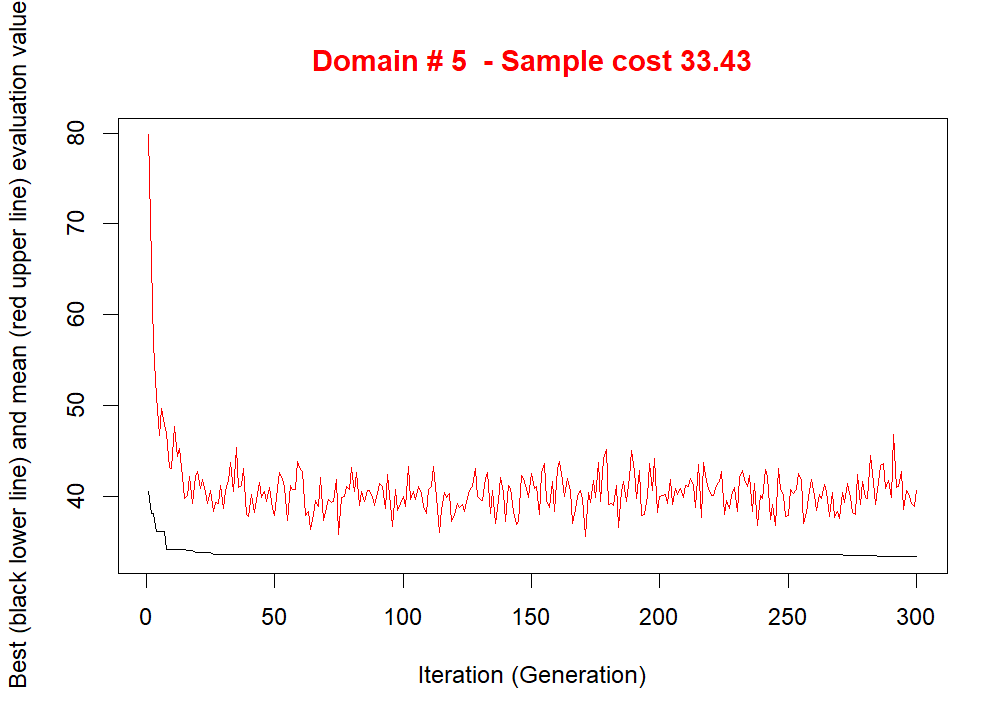 Domain # 5  - Sample cost 33.43
Best (black lower line) and mean (red upper line) evaluation value
80
70
60
50
40
0 50 100 150 200 250 300
Iteration (Generation)